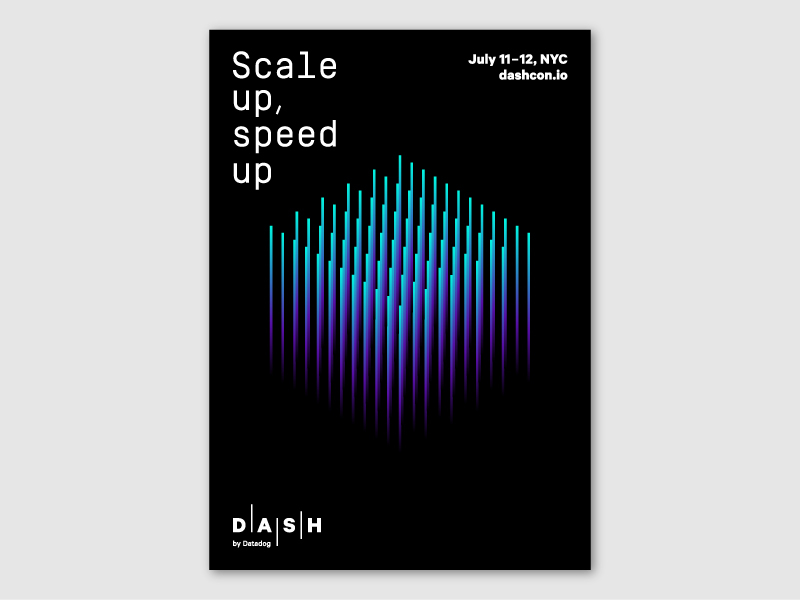 Scale
up,
speed
up
July 11–12, NYC
dashcon.io
D|A|S|H
by Datadog